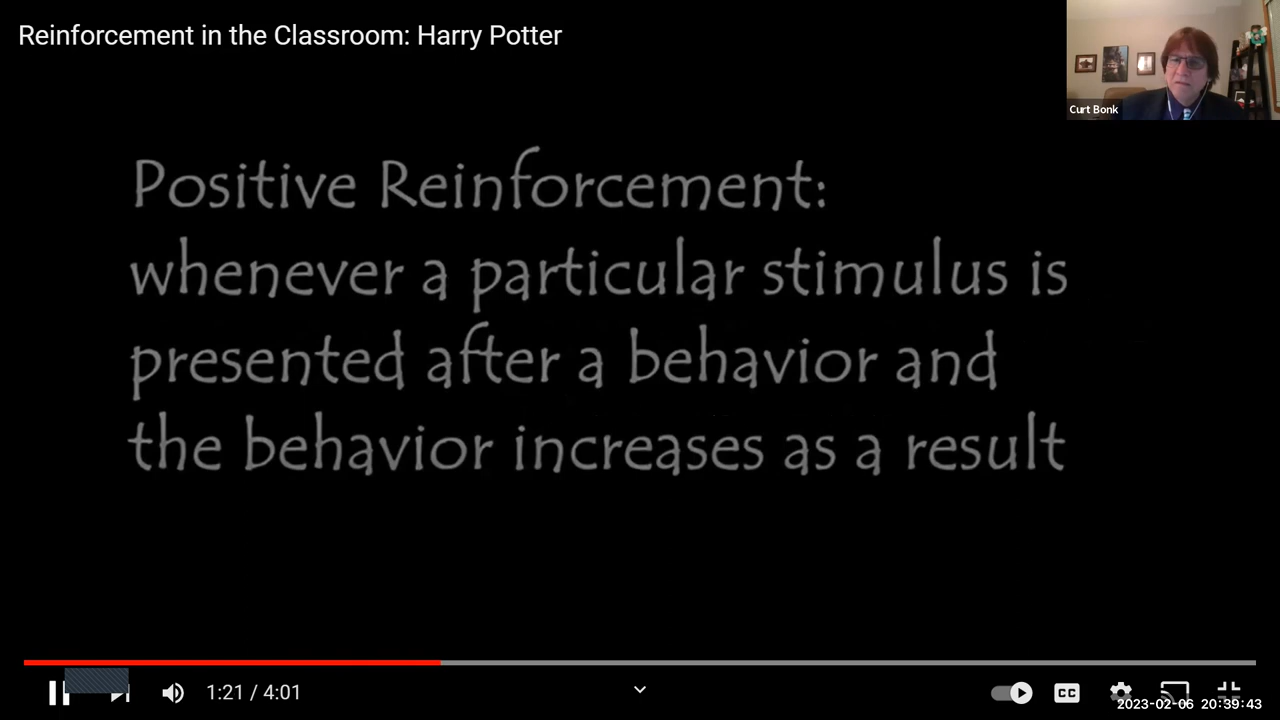 Reinforcement in the Classroom: Harry Potter
Curt Bonk
Positive Reinforcement:
whenever a particular stimulus is
presented after a behavior and
the behavior increases as a result
1:21 / 4:01
CC
2023-02-06 20:39:43